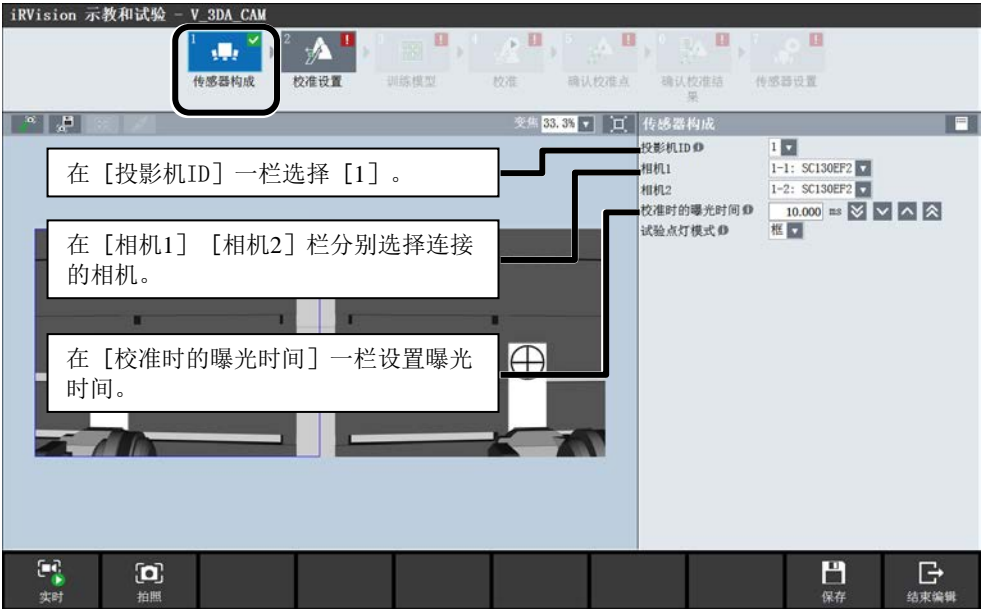 iRVision 示教和试验 - V_3DA_CAM
1
传感器构成
2
校准设置
3
训练模型
4
校准
5
确认校准点
6
确认校准结
果
7
传感器设置
变焦 33.3%
传感器构成
投影机ID
1
相机1
1-1: SC130EF2
相机2
1-2: SC130EF2
校准时的曝光时间
10.000 ms
试验点灯模式
框
在［投影机ID］一栏选择［1］。
在［相机1］［相机2］栏分别选择连接
的相机。
在［校准时的曝光时间］一栏设置曝光
时间。
实时
拍照
保存
结束编辑